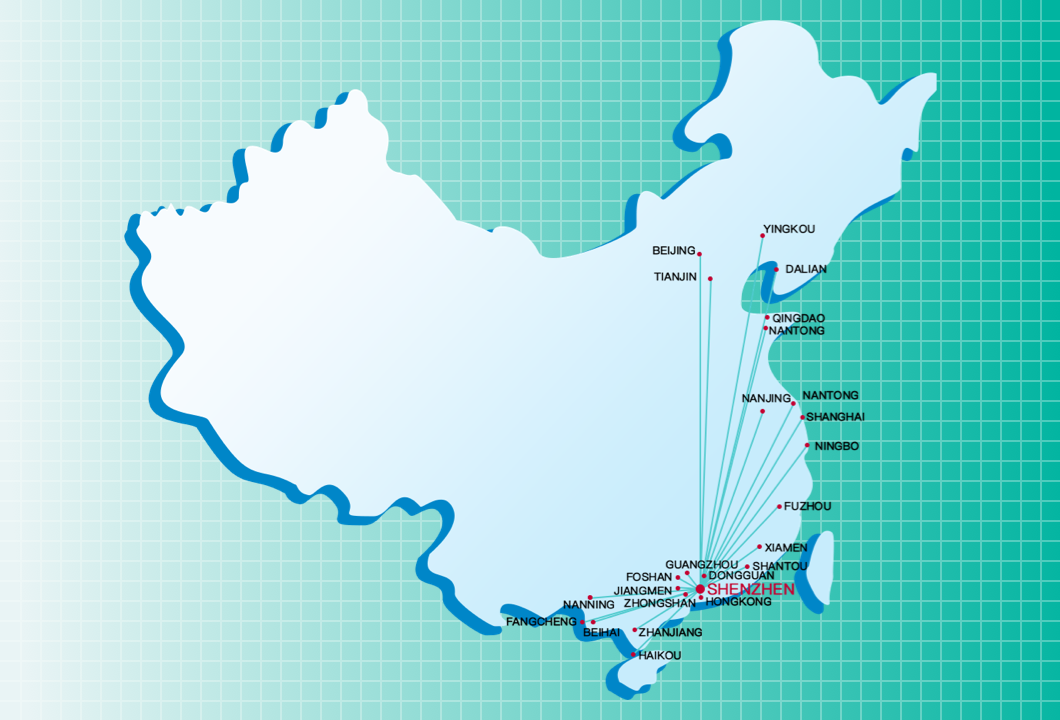 YINGKOU
BEIJING
DALIAN
TIANJIN
QINGDAO
NANTONG
NANTONG
NANJING
SHANGHAI
NINGBO
FUZHOU
XIAMEN
GUANGZHOU
SHANTOU
FOSHAN
DONGGUAN
JIANGMEN
SHENZHEN
NANNING
ZHONGSHAN
HONGKONG
FANGCHENG
BEIHAI
ZHANJIANG
HAIKOU